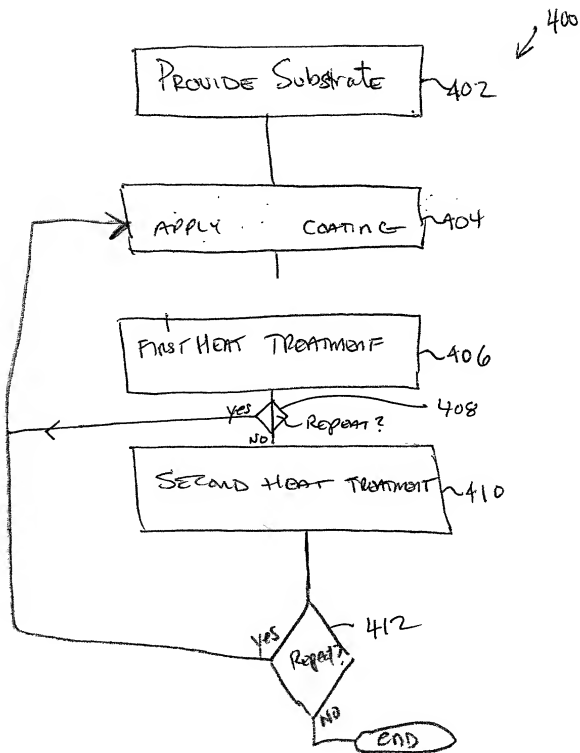 400
PROVIDE Substrate
402
APPLY COATING
404
FIRST HEAT TREATMENT
406
408
yes
REPEAT?
NO
SECOND HEAT TREATMENT
410
412
yes
Repeat?
NO
END